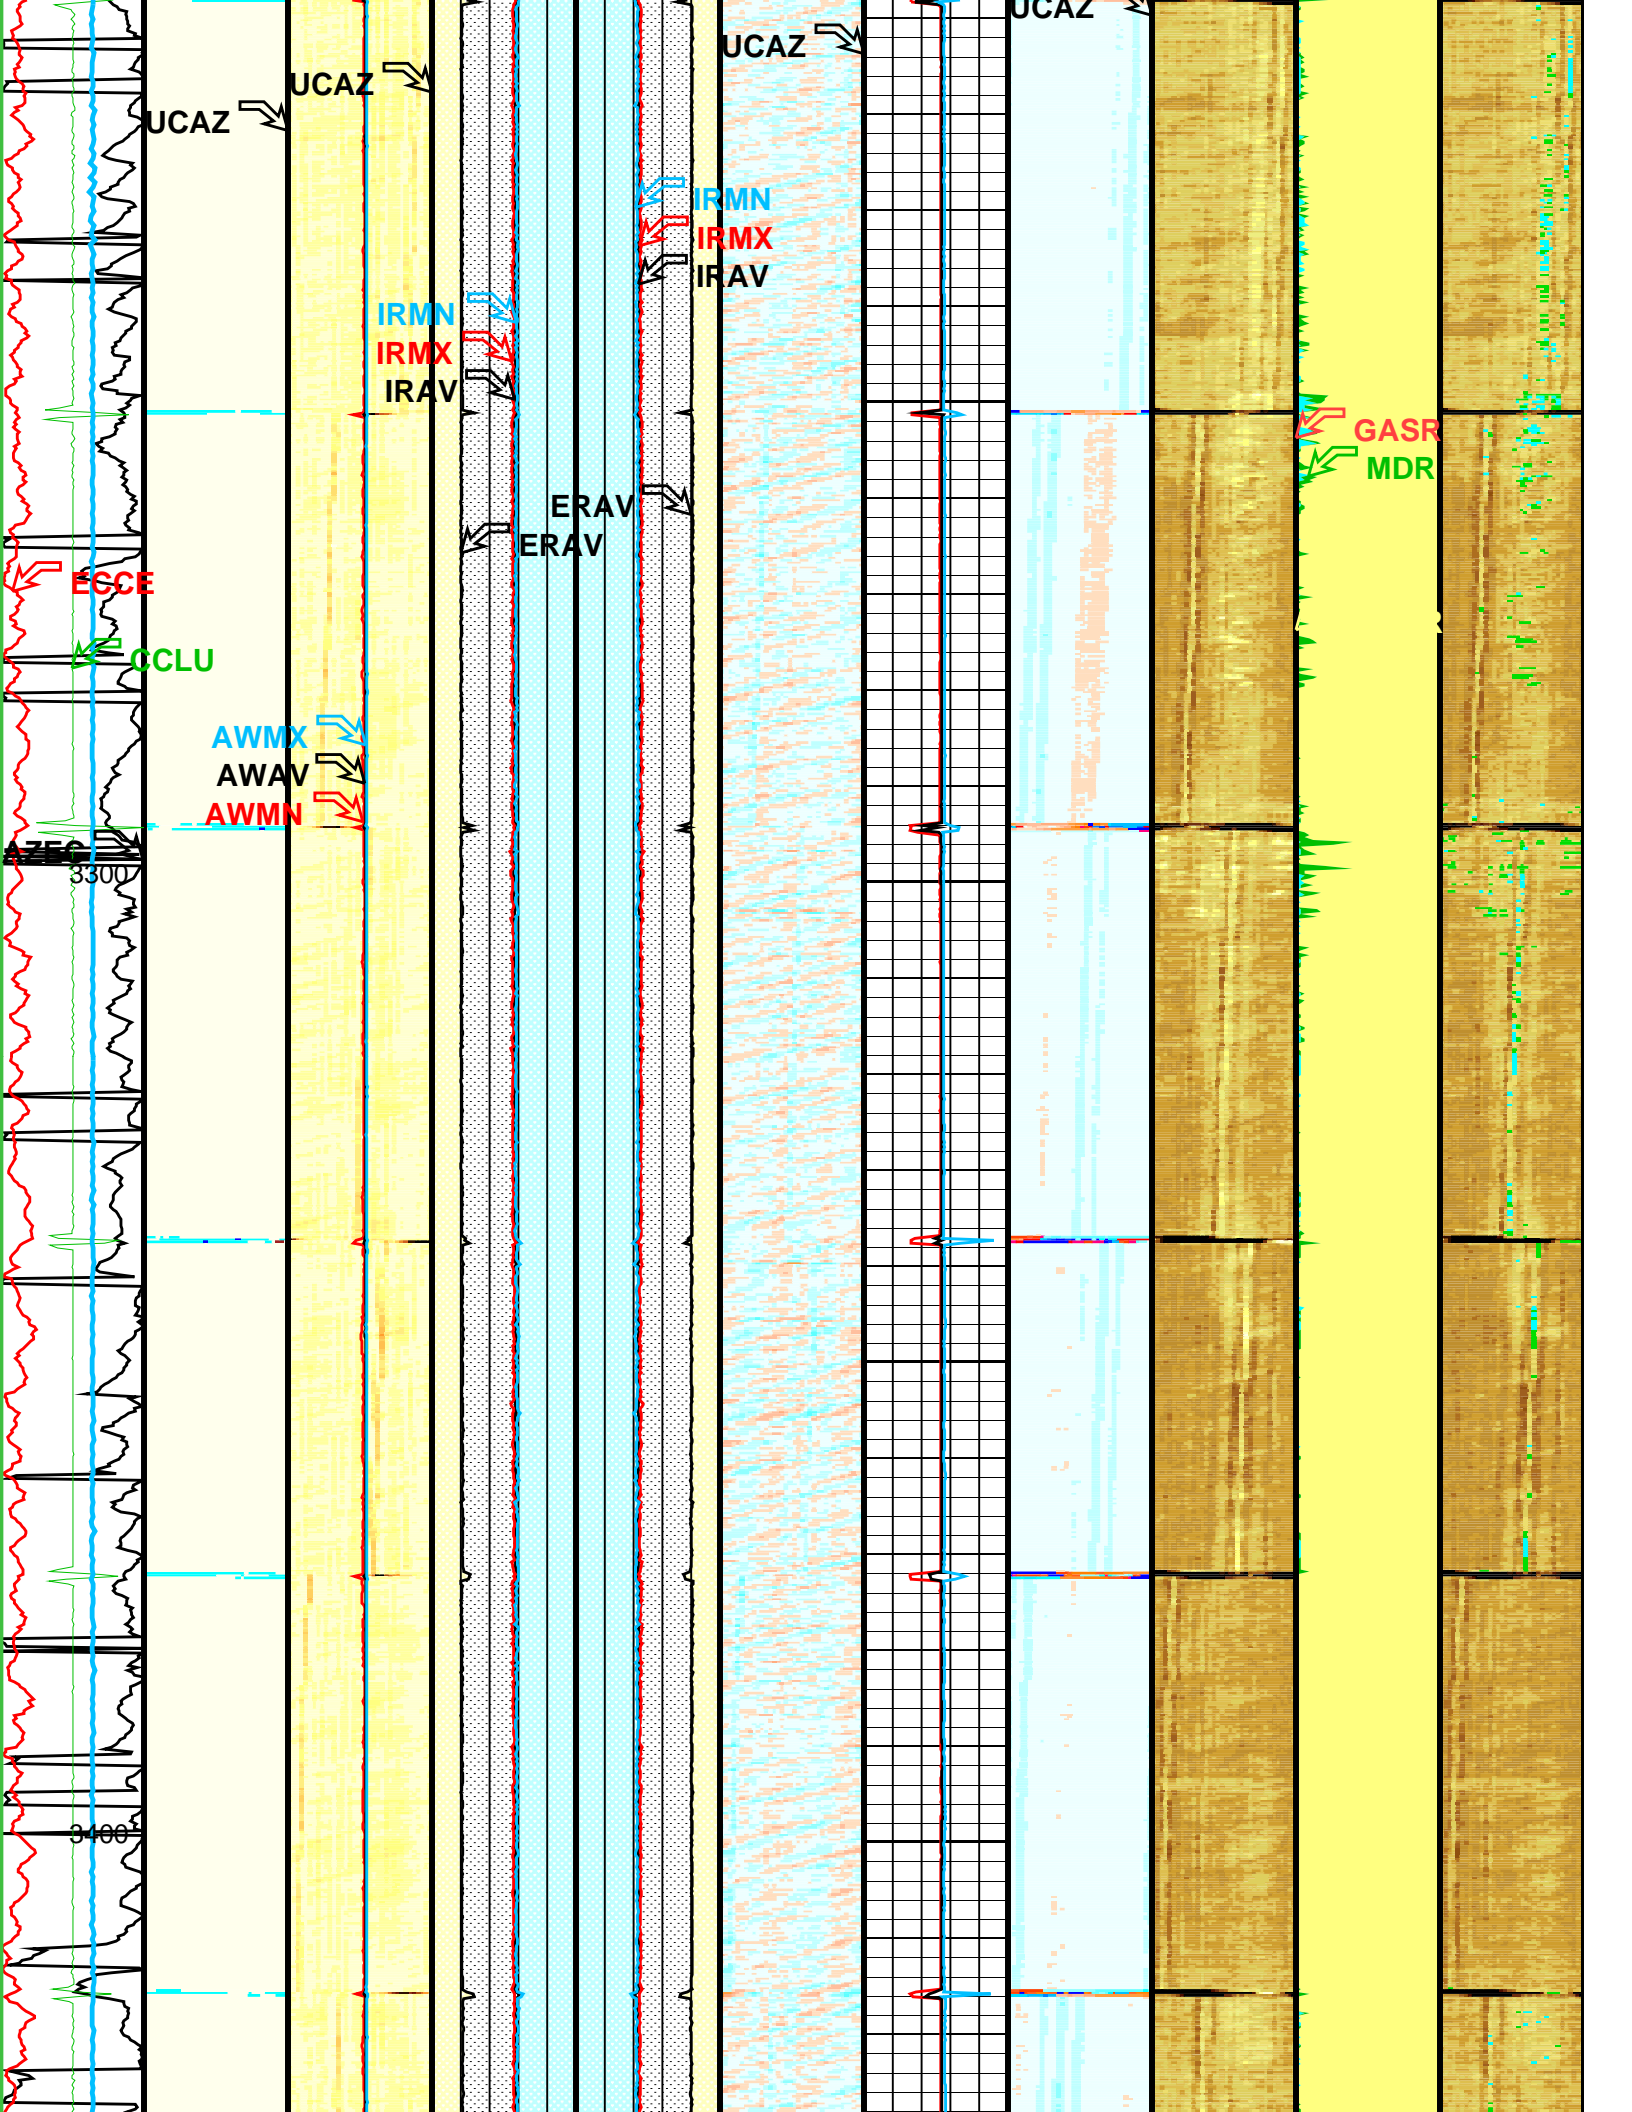 UCAZ
UCAZ
UCAZ
UCAZ
IRMN
IRMX
IRAV
IRMN
IRMX
IRAV
GASR
MDR
ERAV
ERAV
ECCE
CCLU
AWMX
AWAV
AWMN
AZEC
3300
3400